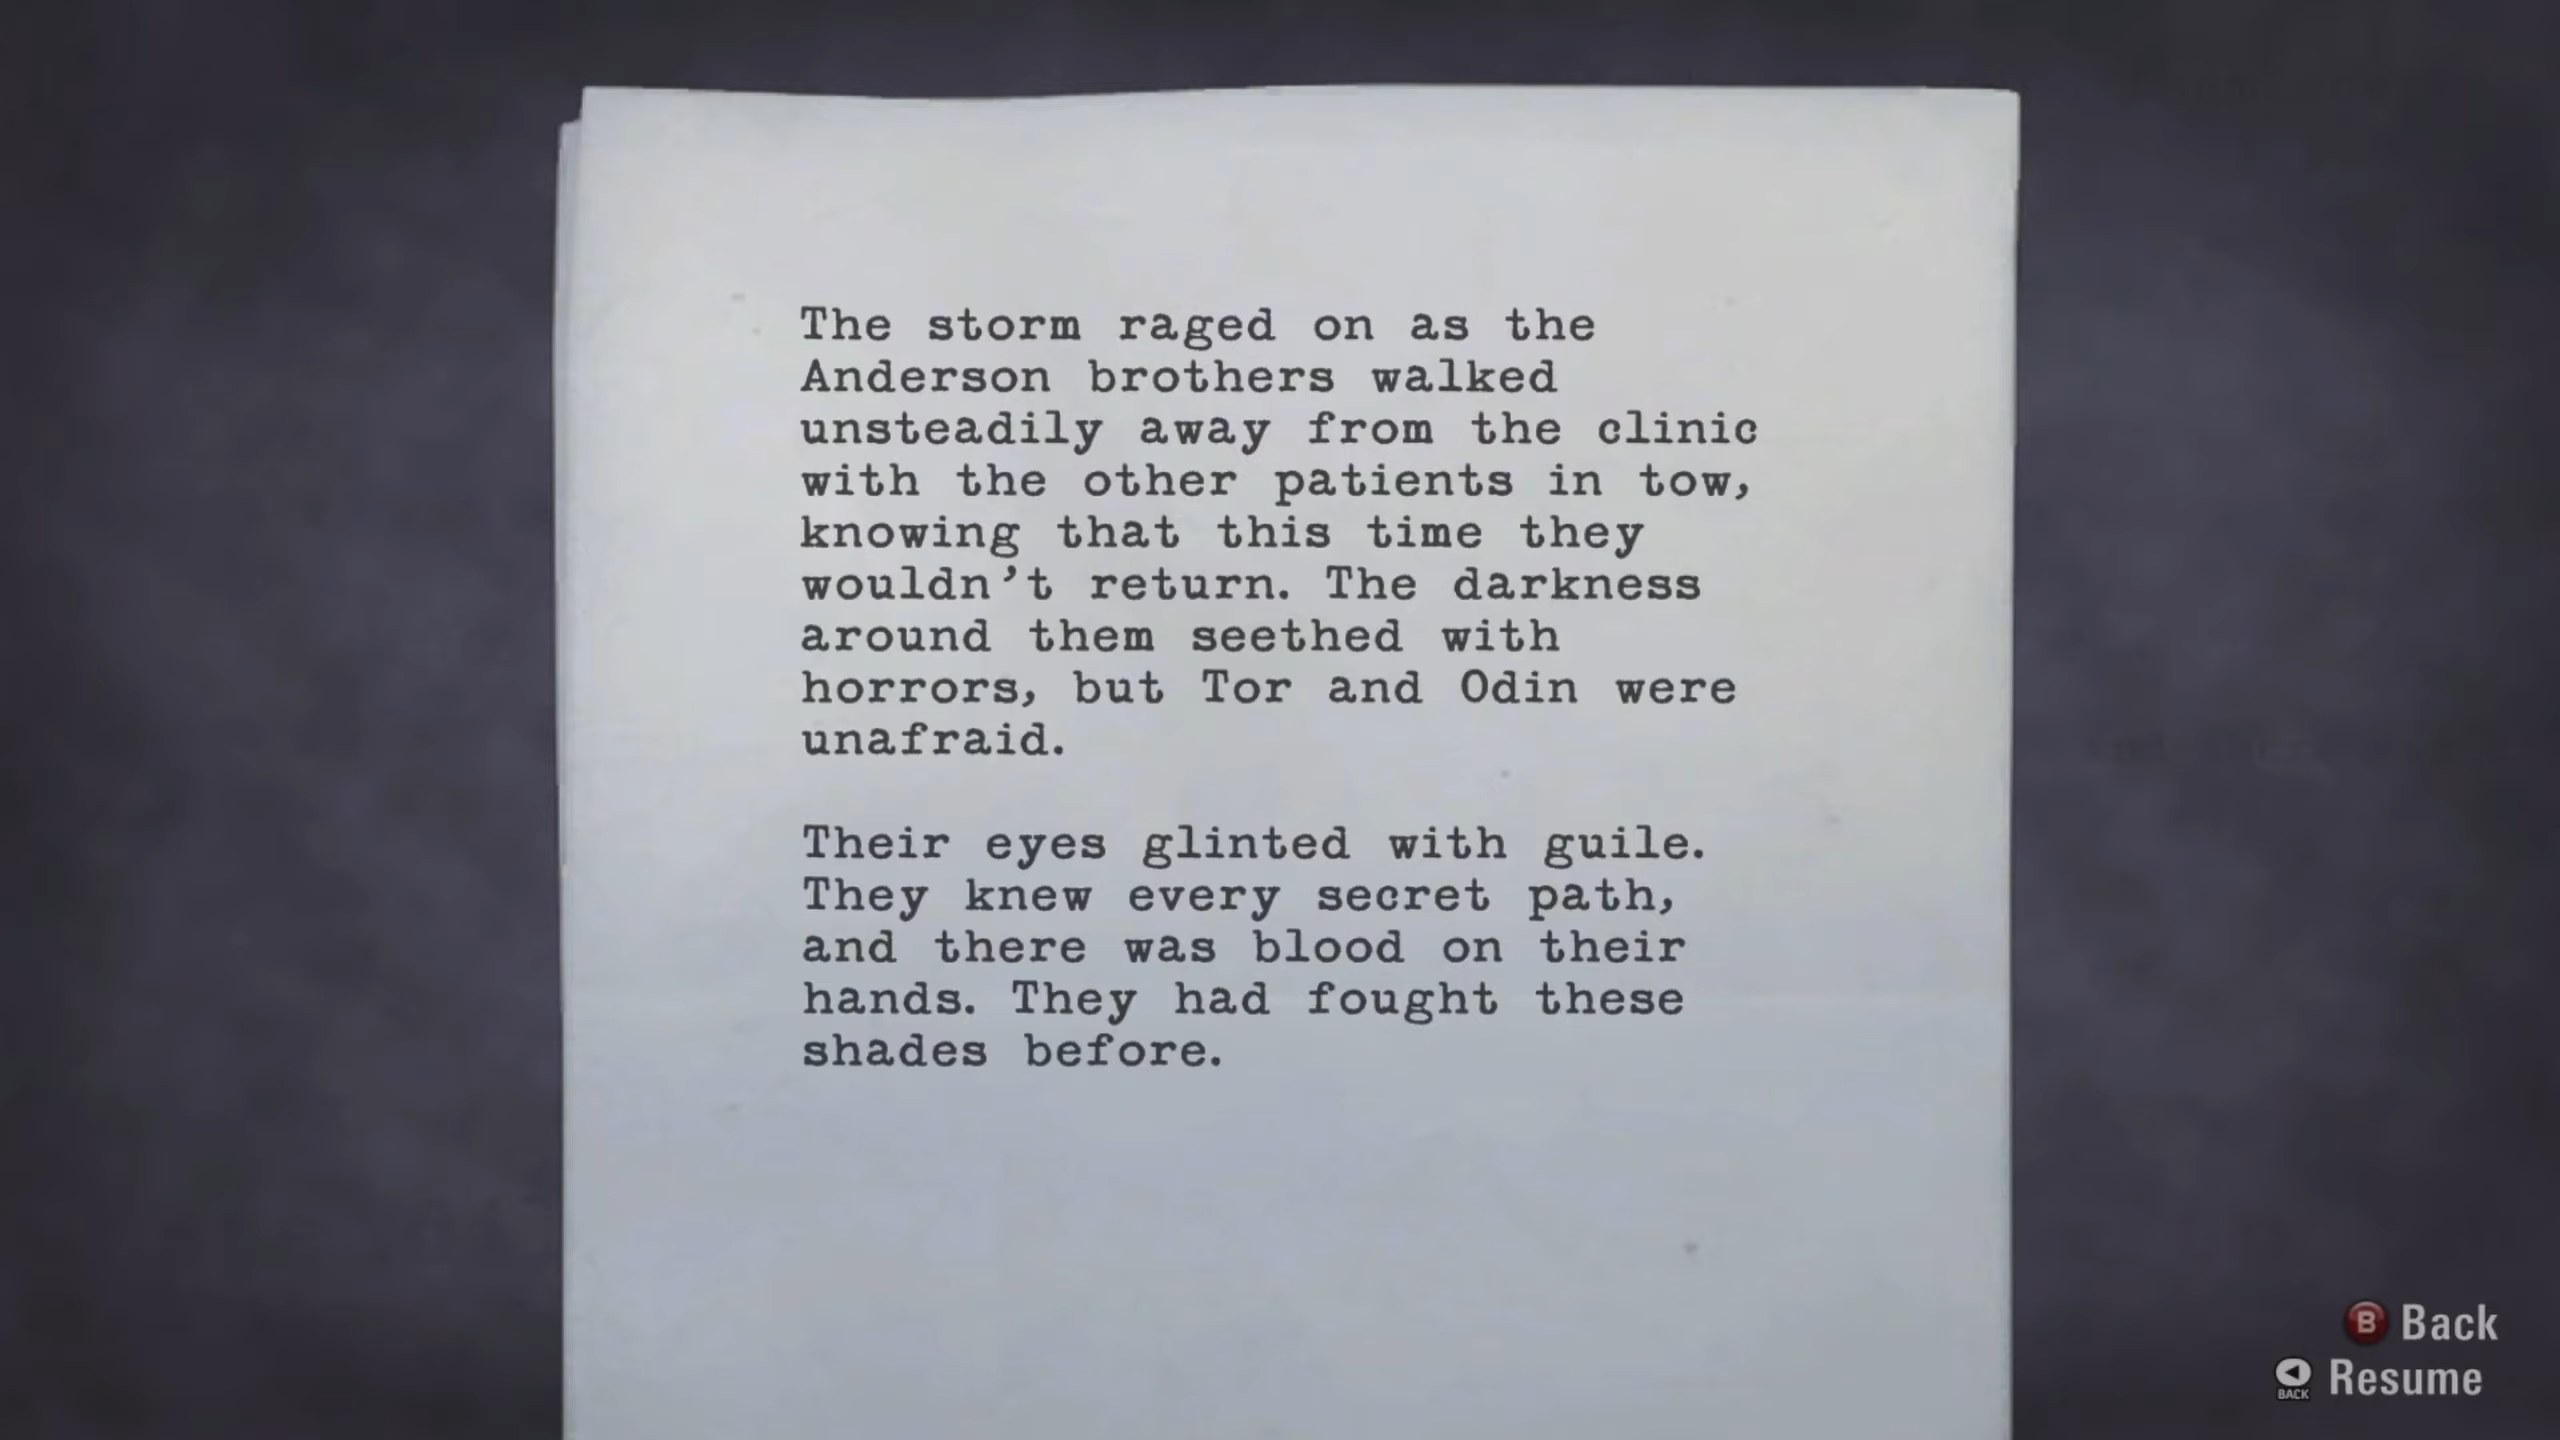 The storm raged on as the
Anderson brothers walked
unsteadily away from the clinic
with the other patients in tow,
knowing that this time they
wouldn't return. The darkness
around them seethed with
horrors, but Tor and Odin were
unafraid.
Their eyes glinted with guile.
They knew every secret path,
and there was blood on their
hands. They had fought these
shades before.
B Back
BACK Resume